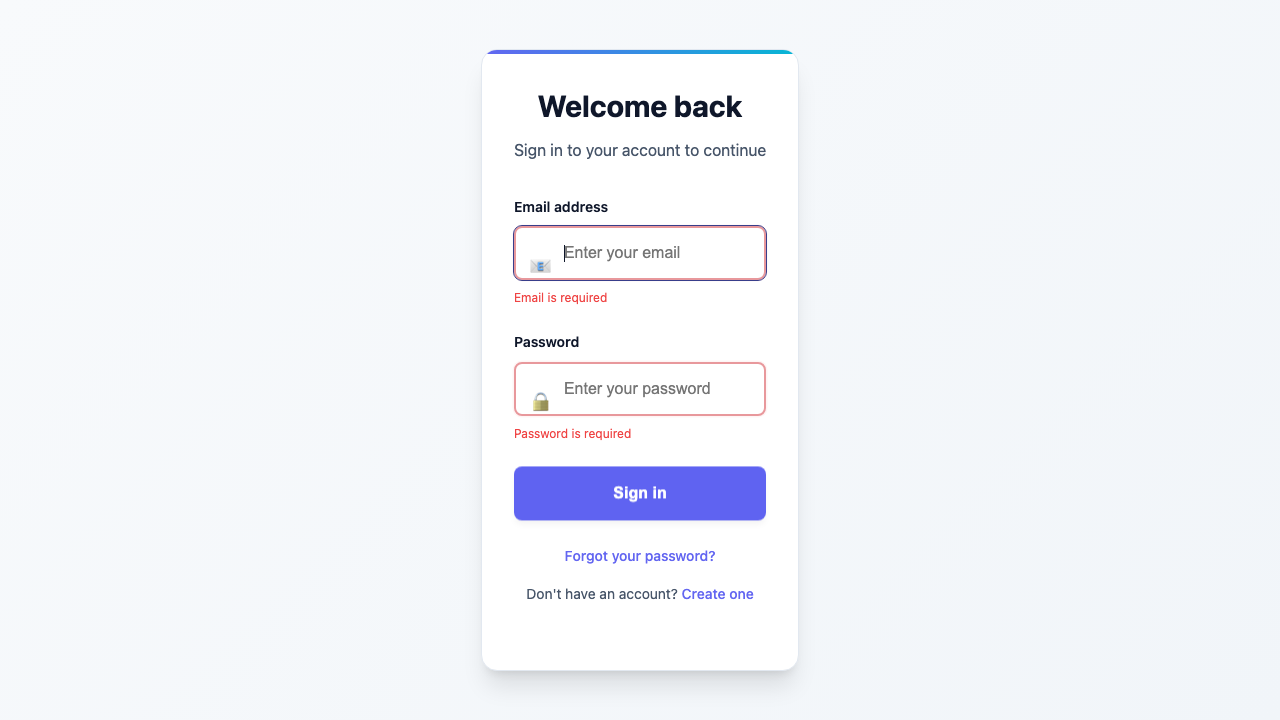 Welcome back
Sign in to your account to continue
Email address
Enter your email
Email is required
Password
Enter your password
Password is required
Sign in
Forgot your password?
Don't have an account? Create one